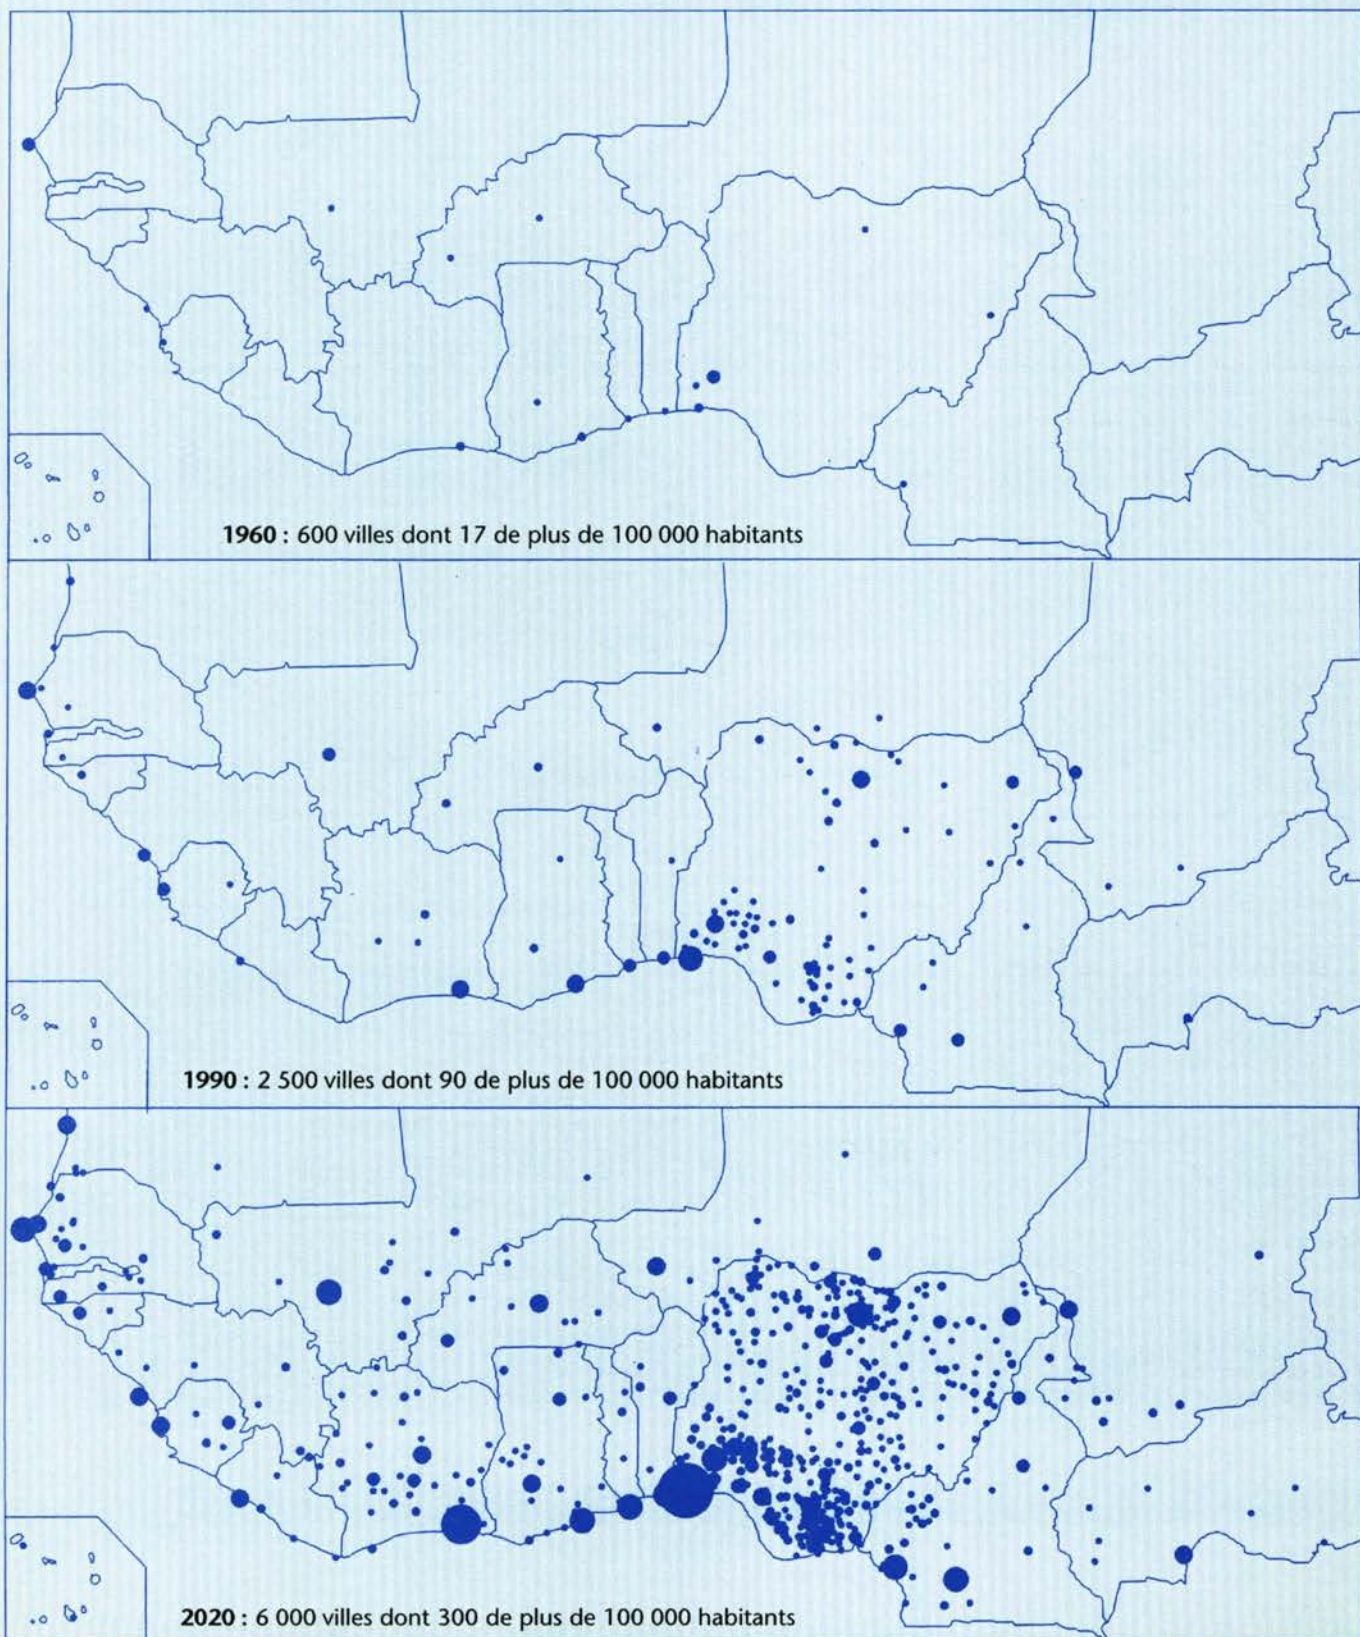 1960 : 600 villes dont 17 de plus de 100 000 habitants
1990 : 2 500 villes dont 90 de plus de 100 000 habitants
2020 : 6 000 villes dont 300 de plus de 100 000 habitants